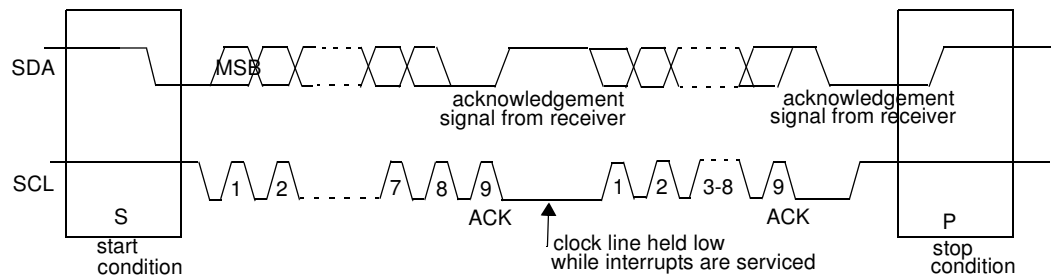 SDA
MSB
acknowledgement
signal from receiver
acknowledgement
signal from receiver
SCL
1 2 7 8 9 1 2 3-8 9
ACK
ACK
S
P
start
condition
clock line held low
while interrupts are serviced
stop
condition